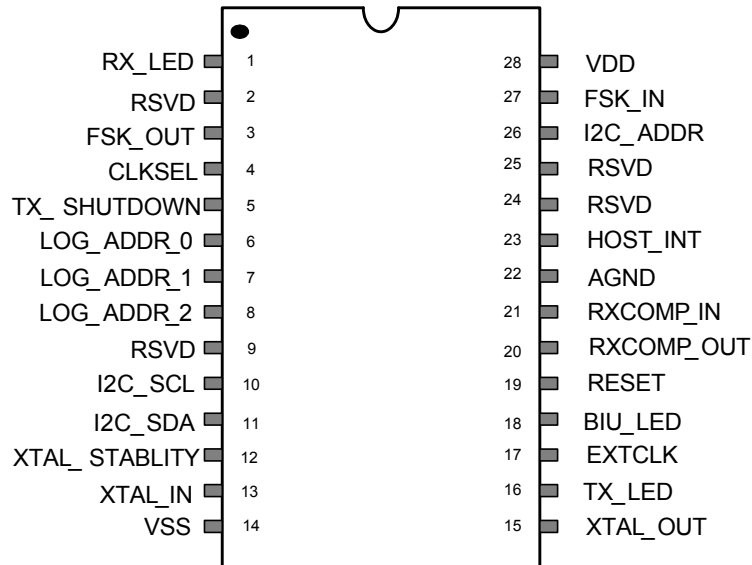 RX_LED 1 28 VDD
RSVD 2 27 FSK_IN
FSK_OUT 3 26 I2C_ADDR
CLKSEL 4 25 RSVD
TX_ SHUTDOWN 5 24 RSVD
LOG_ADDR_0 6 23 HOST_INT
LOG_ADDR_1 7 22 AGND
LOG_ADDR_2 8 21 RXCOMP_IN
RSVD 9 20 RXCOMP_OUT
I2C_SCL 10 19 RESET
I2C_SDA 11 18 BIU_LED
XTAL_ STABLITY 12 17 EXTCLK
XTAL_IN 13 16 TX_LED
VSS 14 15 XTAL_OUT